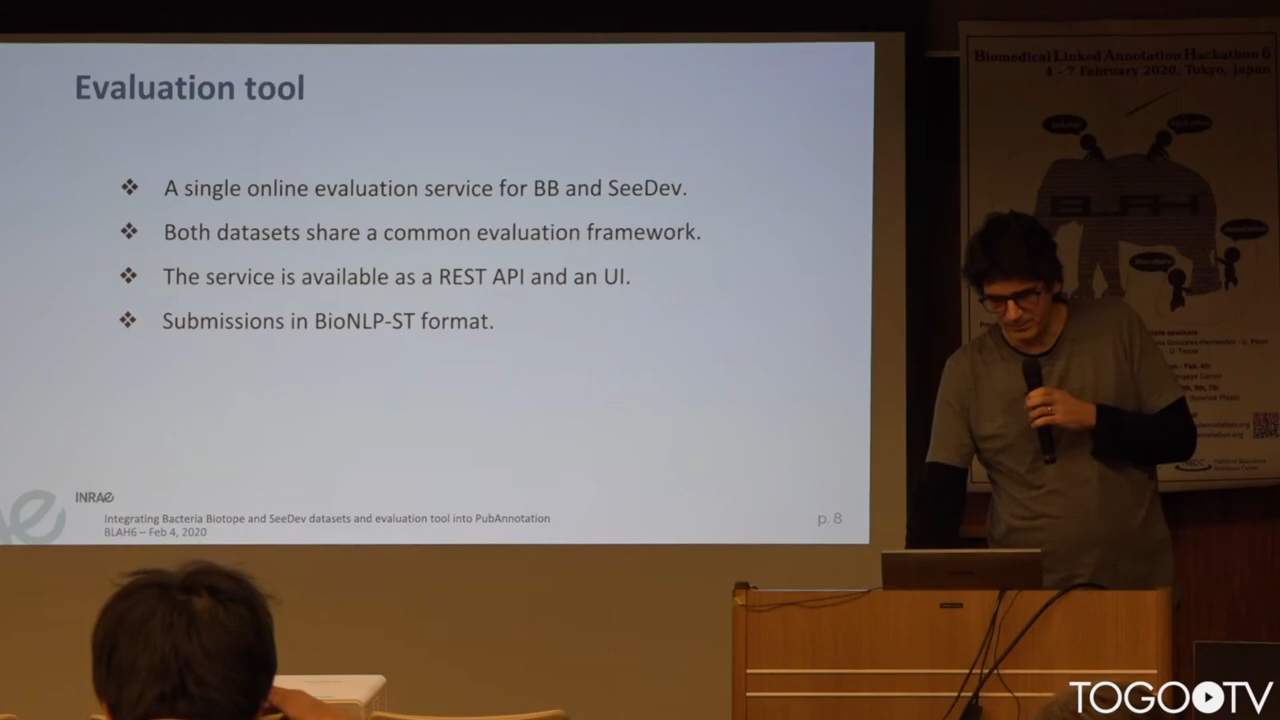 Evaluation tool
❖ A single online evaluation service for BB and SeeDev.
❖ Both datasets share a common evaluation framework.
❖ The service is available as a REST API and an UI.
❖ Submissions in BioNLP-ST format.
INRAE
Integrating Bacteria Biotope and SeeDev datasets and evaluation tool into PubAnnotation
BLAH6 – Feb 4, 2020
p. 8
Biomedical Linked Annotation Hackathon 6
4 - 7 February 2020, Tokyo, Japan
BLAH
TOGO TV